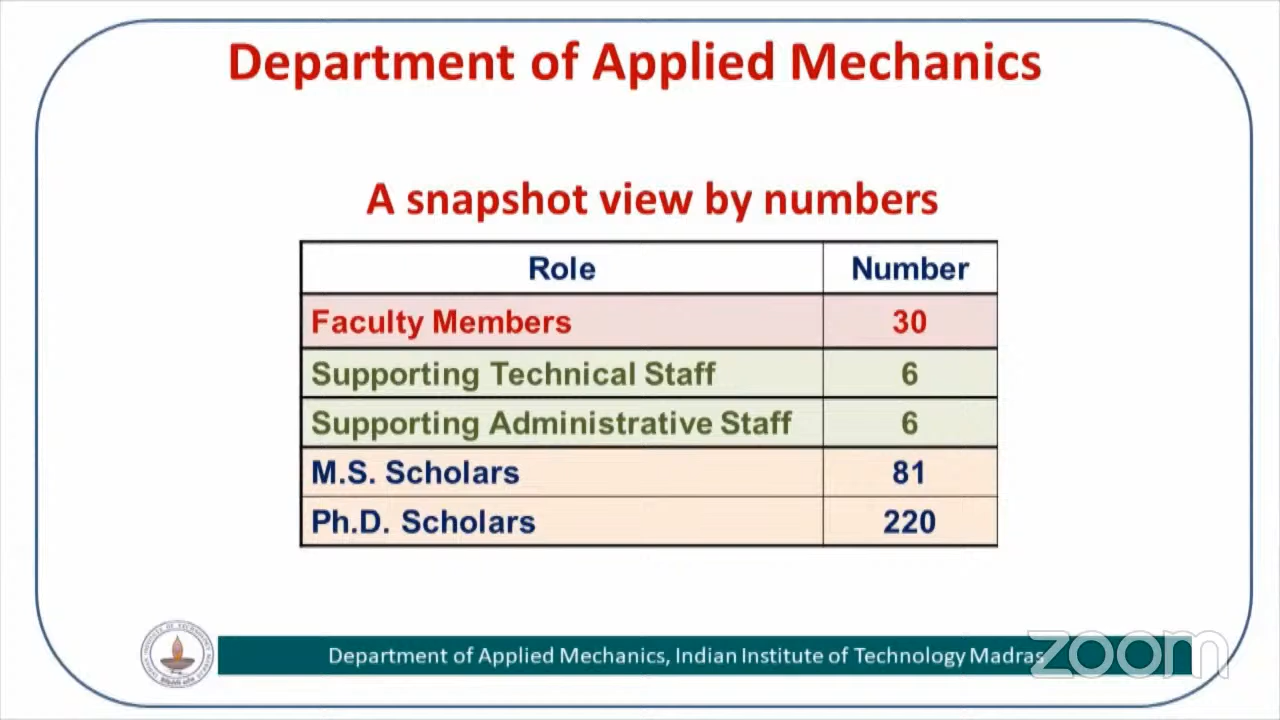 Department of Applied Mechanics
A snapshot view by numbers
Role Number
Faculty Members 30
Supporting Technical Staff 6
Supporting Administrative Staff 6
M.S. Scholars 81
Ph.D. Scholars 220
Department of Applied Mechanics, Indian Institute of Technology Madras
zoom